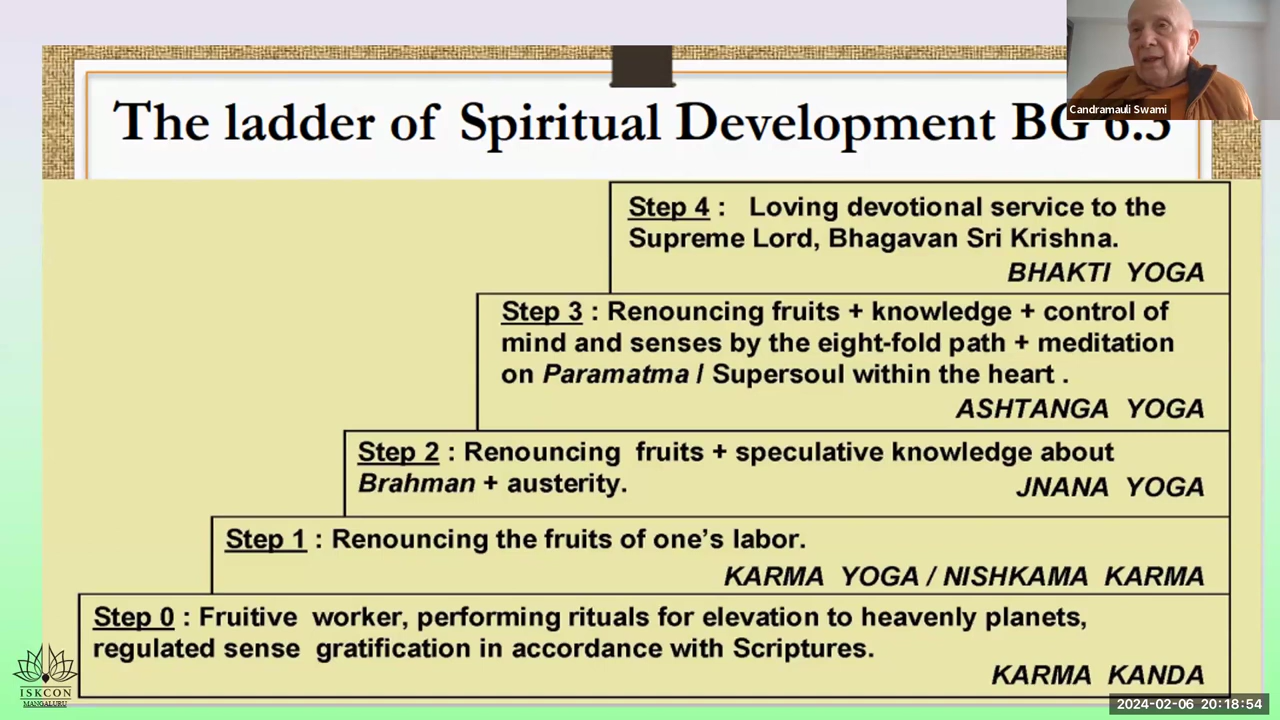 The ladder of Spiritual Development BG 6.3
Candramauli Swami
Step 4 : Loving devotional service to the
Supreme Lord, Bhagavan Sri Krishna.
BHAKTI YOGA
Step 3 : Renouncing fruits + knowledge + control of
mind and senses by the eight-fold path + meditation
on Paramatma / Supersoul within the heart .
ASHTANGA YOGA
Step 2 : Renouncing fruits + speculative knowledge about
Brahman + austerity.
JNANA YOGA
Step 1 : Renouncing the fruits of one's labor.
KARMA YOGA / NISHKAMA KARMA
Step 0 : Fruitive worker, performing rituals for elevation to heavenly planets,
regulated sense gratification in accordance with Scriptures.
KARMA KANDA
ISKCON
MANGALURU
2024-02-06 20:18:54